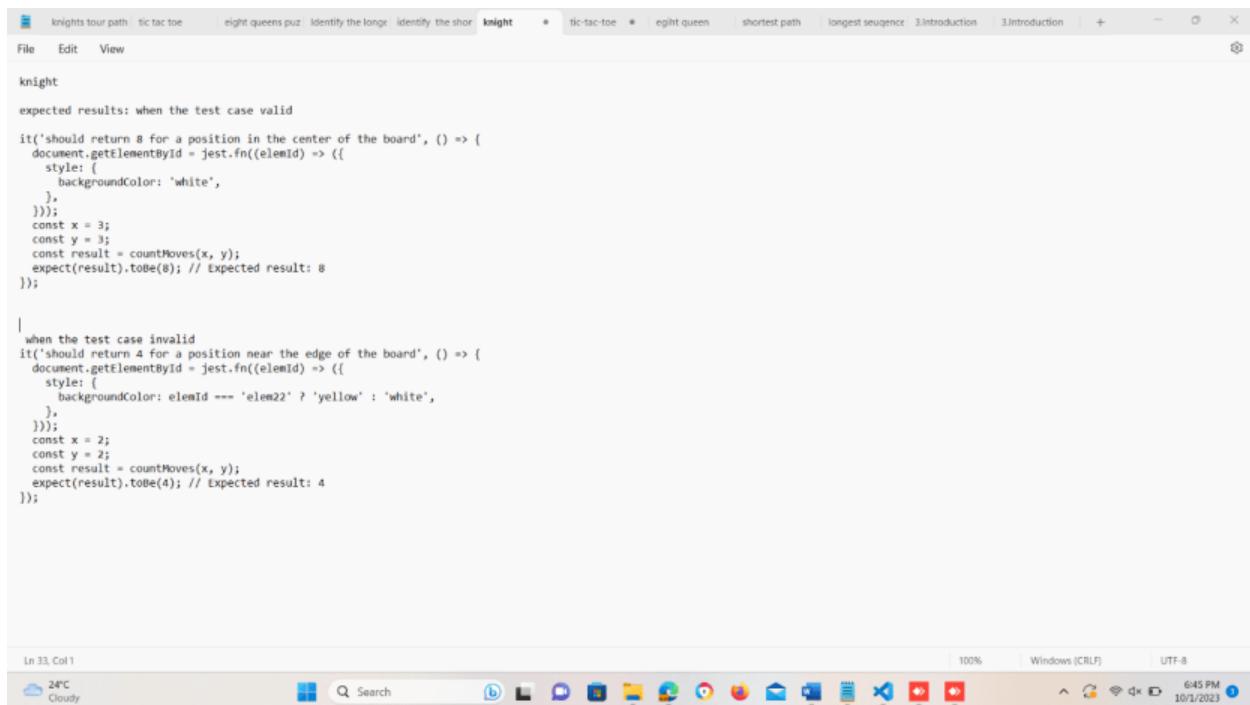 knights tour path tic tac toe eight queens puz Identify the longe identify the shor knight tic-tac-toe egiht queen shortest path longest seuqence 3.Introduction 3.Introduction
File Edit View
knight
expected results: when the test case valid
it('should return 8 for a position in the center of the board', () => {
document.getElementById = jest.fn((elemId) => ({
style: {
backgroundColor: 'white',
},
}));
const x = 3;
const y = 3;
const result = countMoves(x, y);
expect(result).toBe(8); // Expected result: 8
});
when the test case invalid
it('should return 4 for a position near the edge of the board', () => {
document.getElementById = jest.fn((elemId) => ({
style: {
backgroundColor: elemId === 'elem22' ? 'yellow' : 'white',
},
}));
const x = 2;
const y = 2;
const result = countMoves(x, y);
expect(result).toBe(4); // Expected result: 4
});
Ln 33, Col 1 100% Windows (CRLF) UTF-8
24°C
Cloudy
Search
6:45 PM
10/1/2023